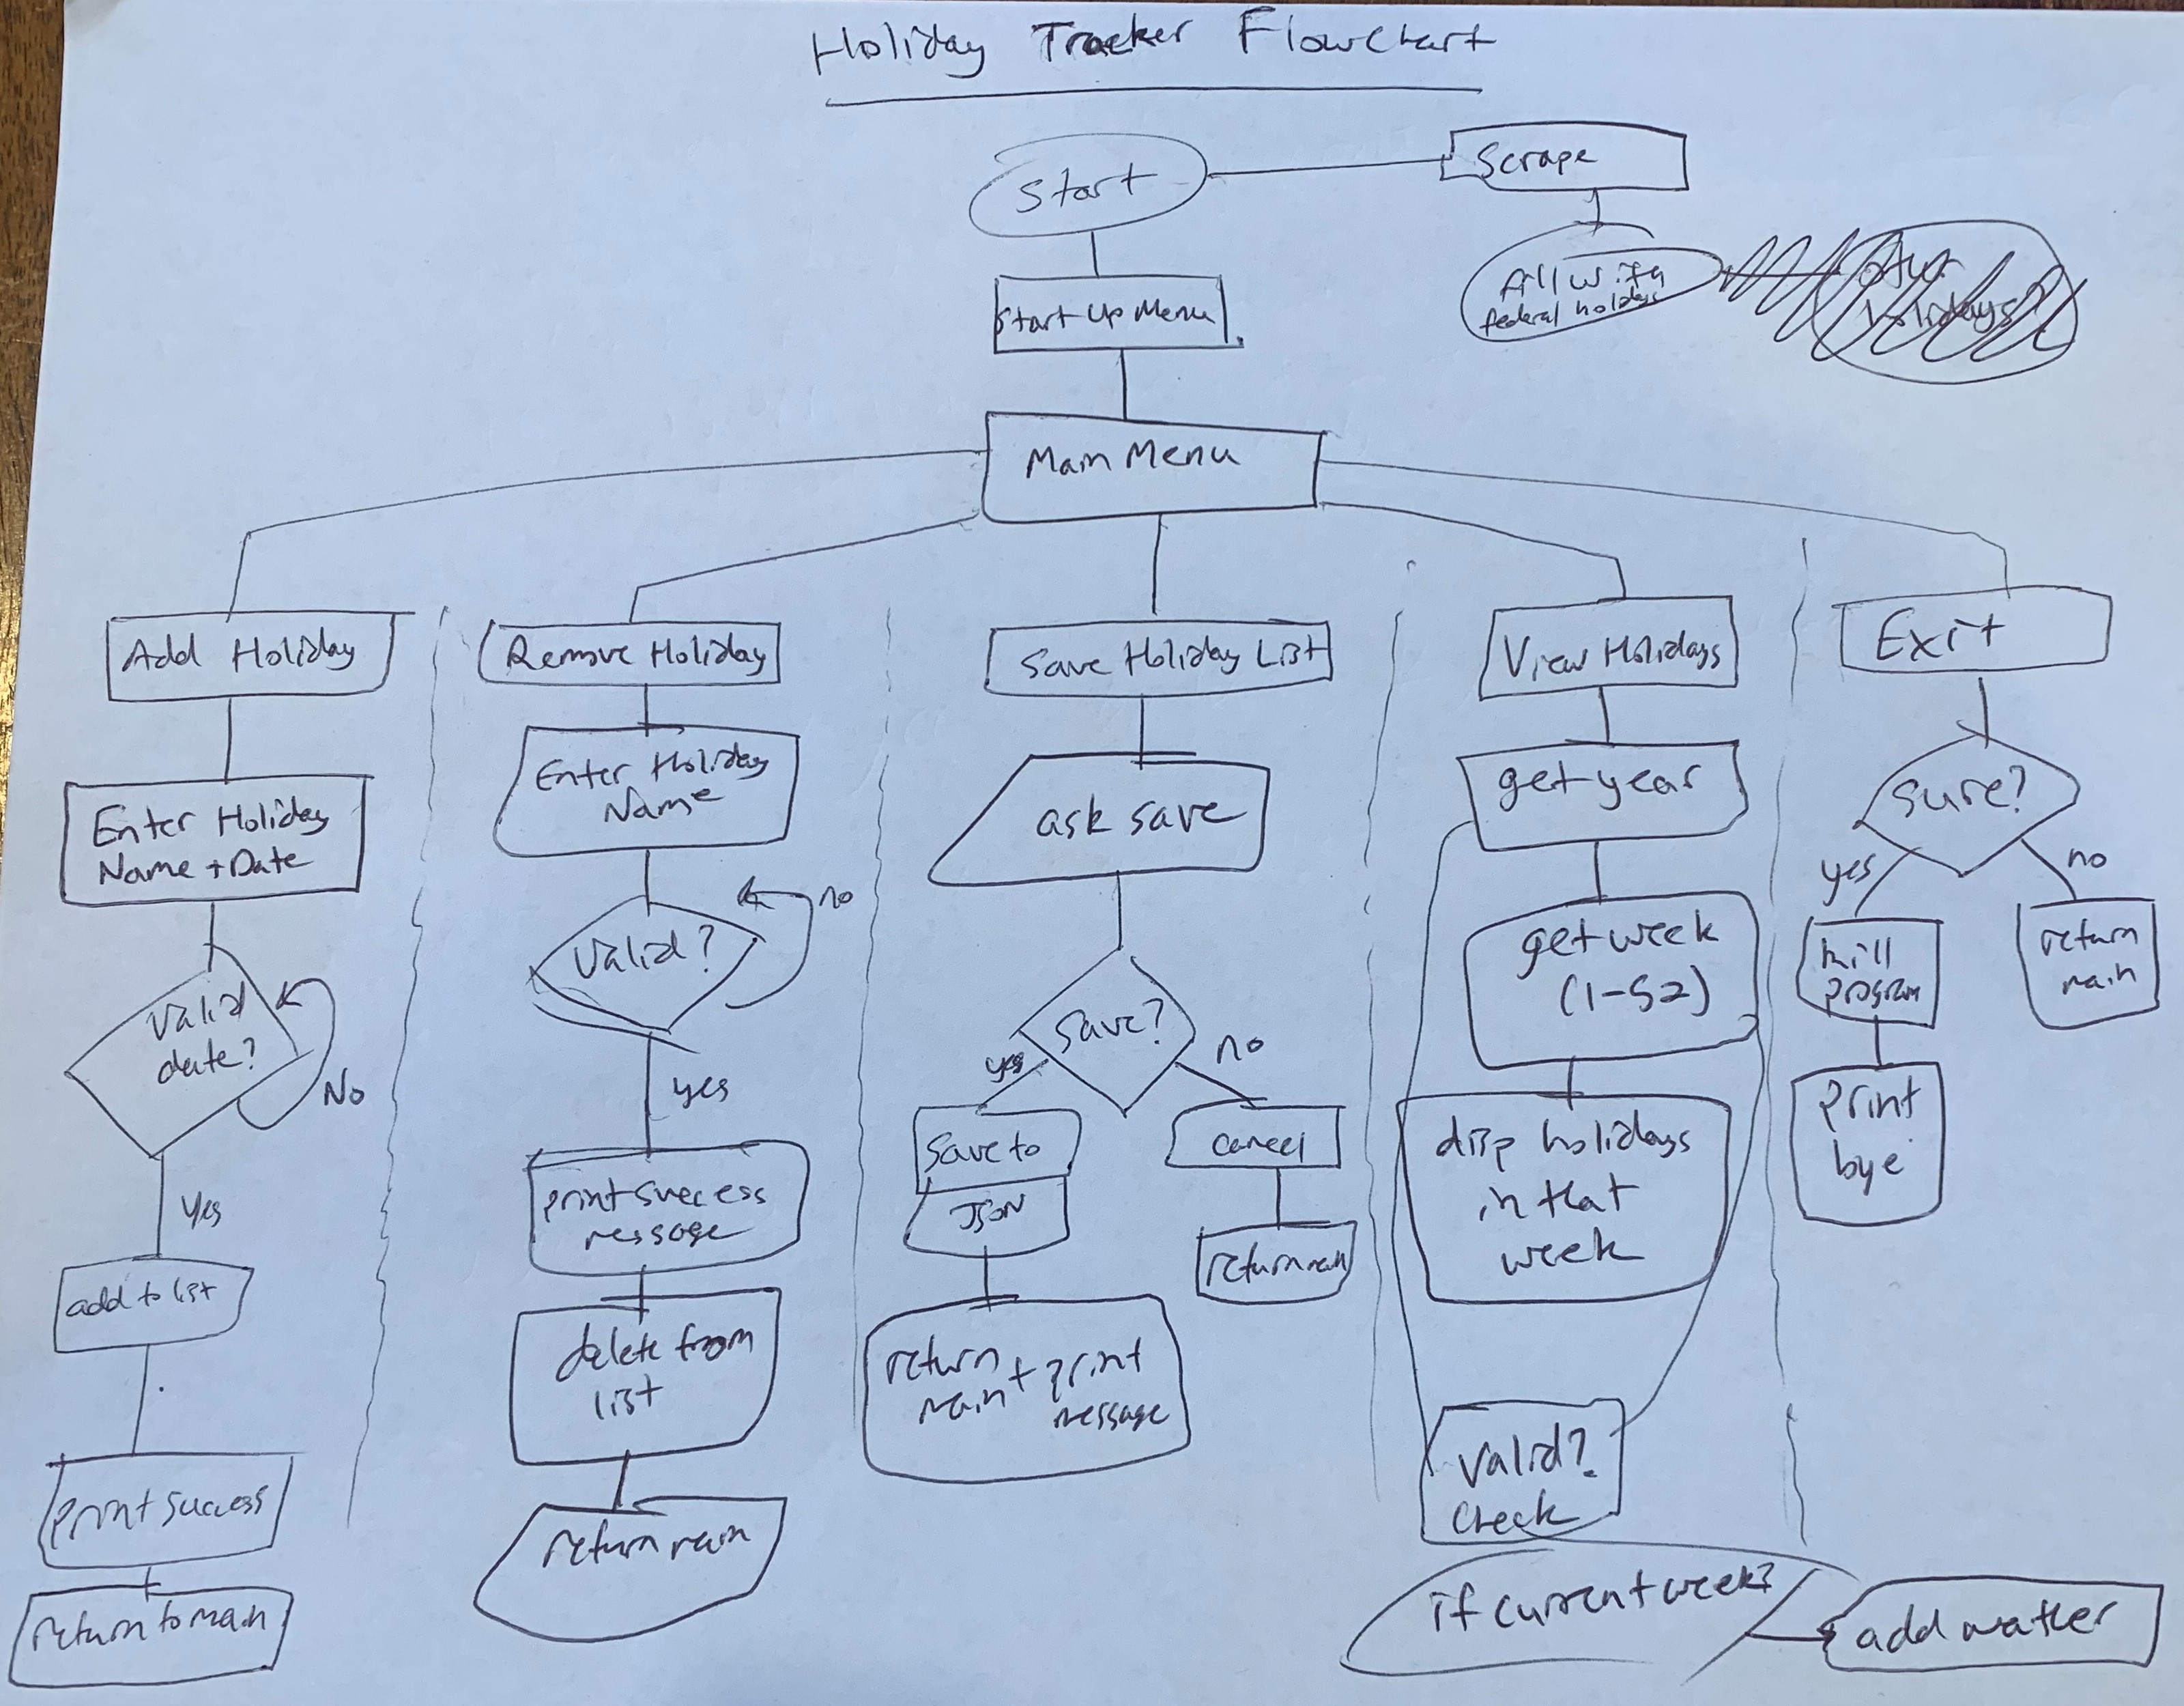 Holiday Tracker Flowchart
Start
Scrape
fill with
federal holidays
other
holidays?
Start Up Menu
Main Menu
Add Holiday
Enter Holiday
Name + Date
Valid
date?
No
Yes
add to list
print success
return to main
Remove Holiday
Enter Holiday
Name
Valid?
no
yes
print success
message
delete from
list
return main
Save Holiday List
ask save
Save?
yes
no
Save to
JSON
return
main + print
message
cancel
return main
View Holidays
get year
get week
(1-52)
disp holidays
in that
week
Valid?
Check
if current week?
add weather
Exit
Sure?
yes
no
kill
program
print
bye
return
main